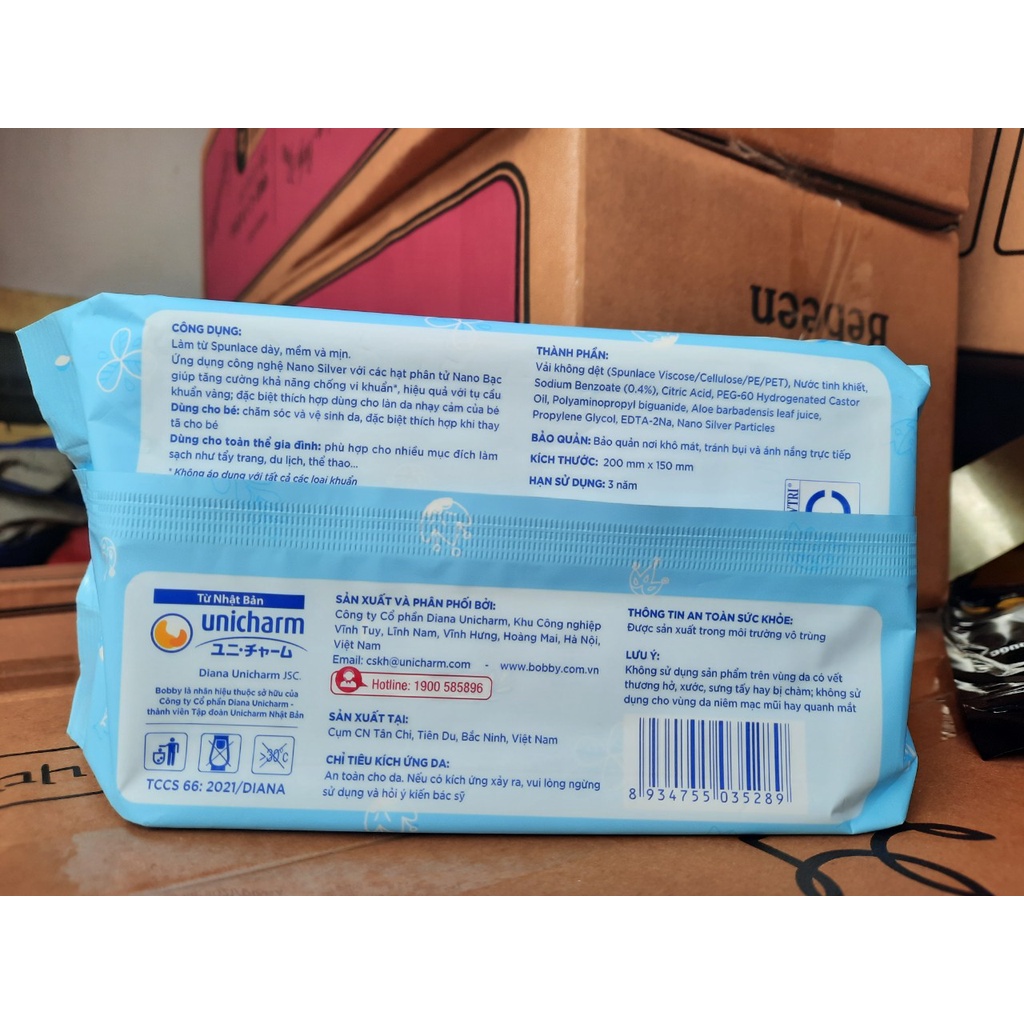 Bepsen
CÔNG DỤNG:
Làm từ Spunlace dày, mềm và mịn.
Ứng dụng công nghệ Nano Silver với các hạt phân tử Nano Bạc
giúp tăng cường khả năng chống vi khuẩn*, hiệu quả với tụ cầu
khuẩn vàng; đặc biệt thích hợp dùng cho làn da nhạy cảm của bé
Dùng cho bé: chăm sóc và vệ sinh da, đặc biệt thích hợp khi thay
tã cho bé
Dùng cho toàn thể gia đình: phù hợp cho nhiều mục đích làm
sạch như tẩy trang, du lịch, thể thao...
* Không áp dụng với tất cả các loại khuẩn
THÀNH PHẦN:
Vải không dệt (Spunlace Viscose/Cellulose/PE/PET), Nước tinh khiết,
Sodium Benzoate (0.4%), Citric Acid, PEG-60 Hydrogenated Castor
Oil, Polyaminopropyl biguanide, Aloe barbadensis leaf juice,
Propylene Glycol, EDTA-2Na, Nano Silver Particles
BẢO QUẢN: Bảo quản nơi khô mát, tránh bụi và ánh nắng trực tiếp
KÍCH THƯỚC: 200 mm x 150 mm
HẠN SỬ DỤNG: 3 năm
Từ Nhật Bản
unicharm
ユニ・チャーム
Diana Unicharm JSC.
Bobby là nhãn hiệu thuộc sở hữu của
Công ty Cổ phần Diana Unicharm -
thành viên Tập đoàn Unicharm Nhật Bản
>30°C
TCCS 66: 2021/DIANA
SẢN XUẤT VÀ PHÂN PHỐI BỞI:
Công ty Cổ phần Diana Unicharm, Khu Công nghiệp
Vĩnh Tuy, Lĩnh Nam, Vĩnh Hưng, Hoàng Mai, Hà Nội,
Việt Nam
Email: cskh@unicharm.com - www.bobby.com.vn
Hotline: 1900 585896
SẢN XUẤT TẠI:
Cụm CN Tân Chi, Tiên Du, Bắc Ninh, Việt Nam
CHỈ TIÊU KÍCH ỨNG DA:
An toàn cho da. Nếu có kích ứng xảy ra, vui lòng ngừng
sử dụng và hỏi ý kiến bác sỹ
THÔNG TIN AN TOÀN SỨC KHỎE:
Được sản xuất trong môi trường vô trùng
LƯU Ý:
Không sử dụng sản phẩm trên vùng da có vết
thương hở, xước, sưng tấy hay bị chàm; không sử
dụng cho vùng da niêm mạc mũi hay quanh mắt
8 934755 035289